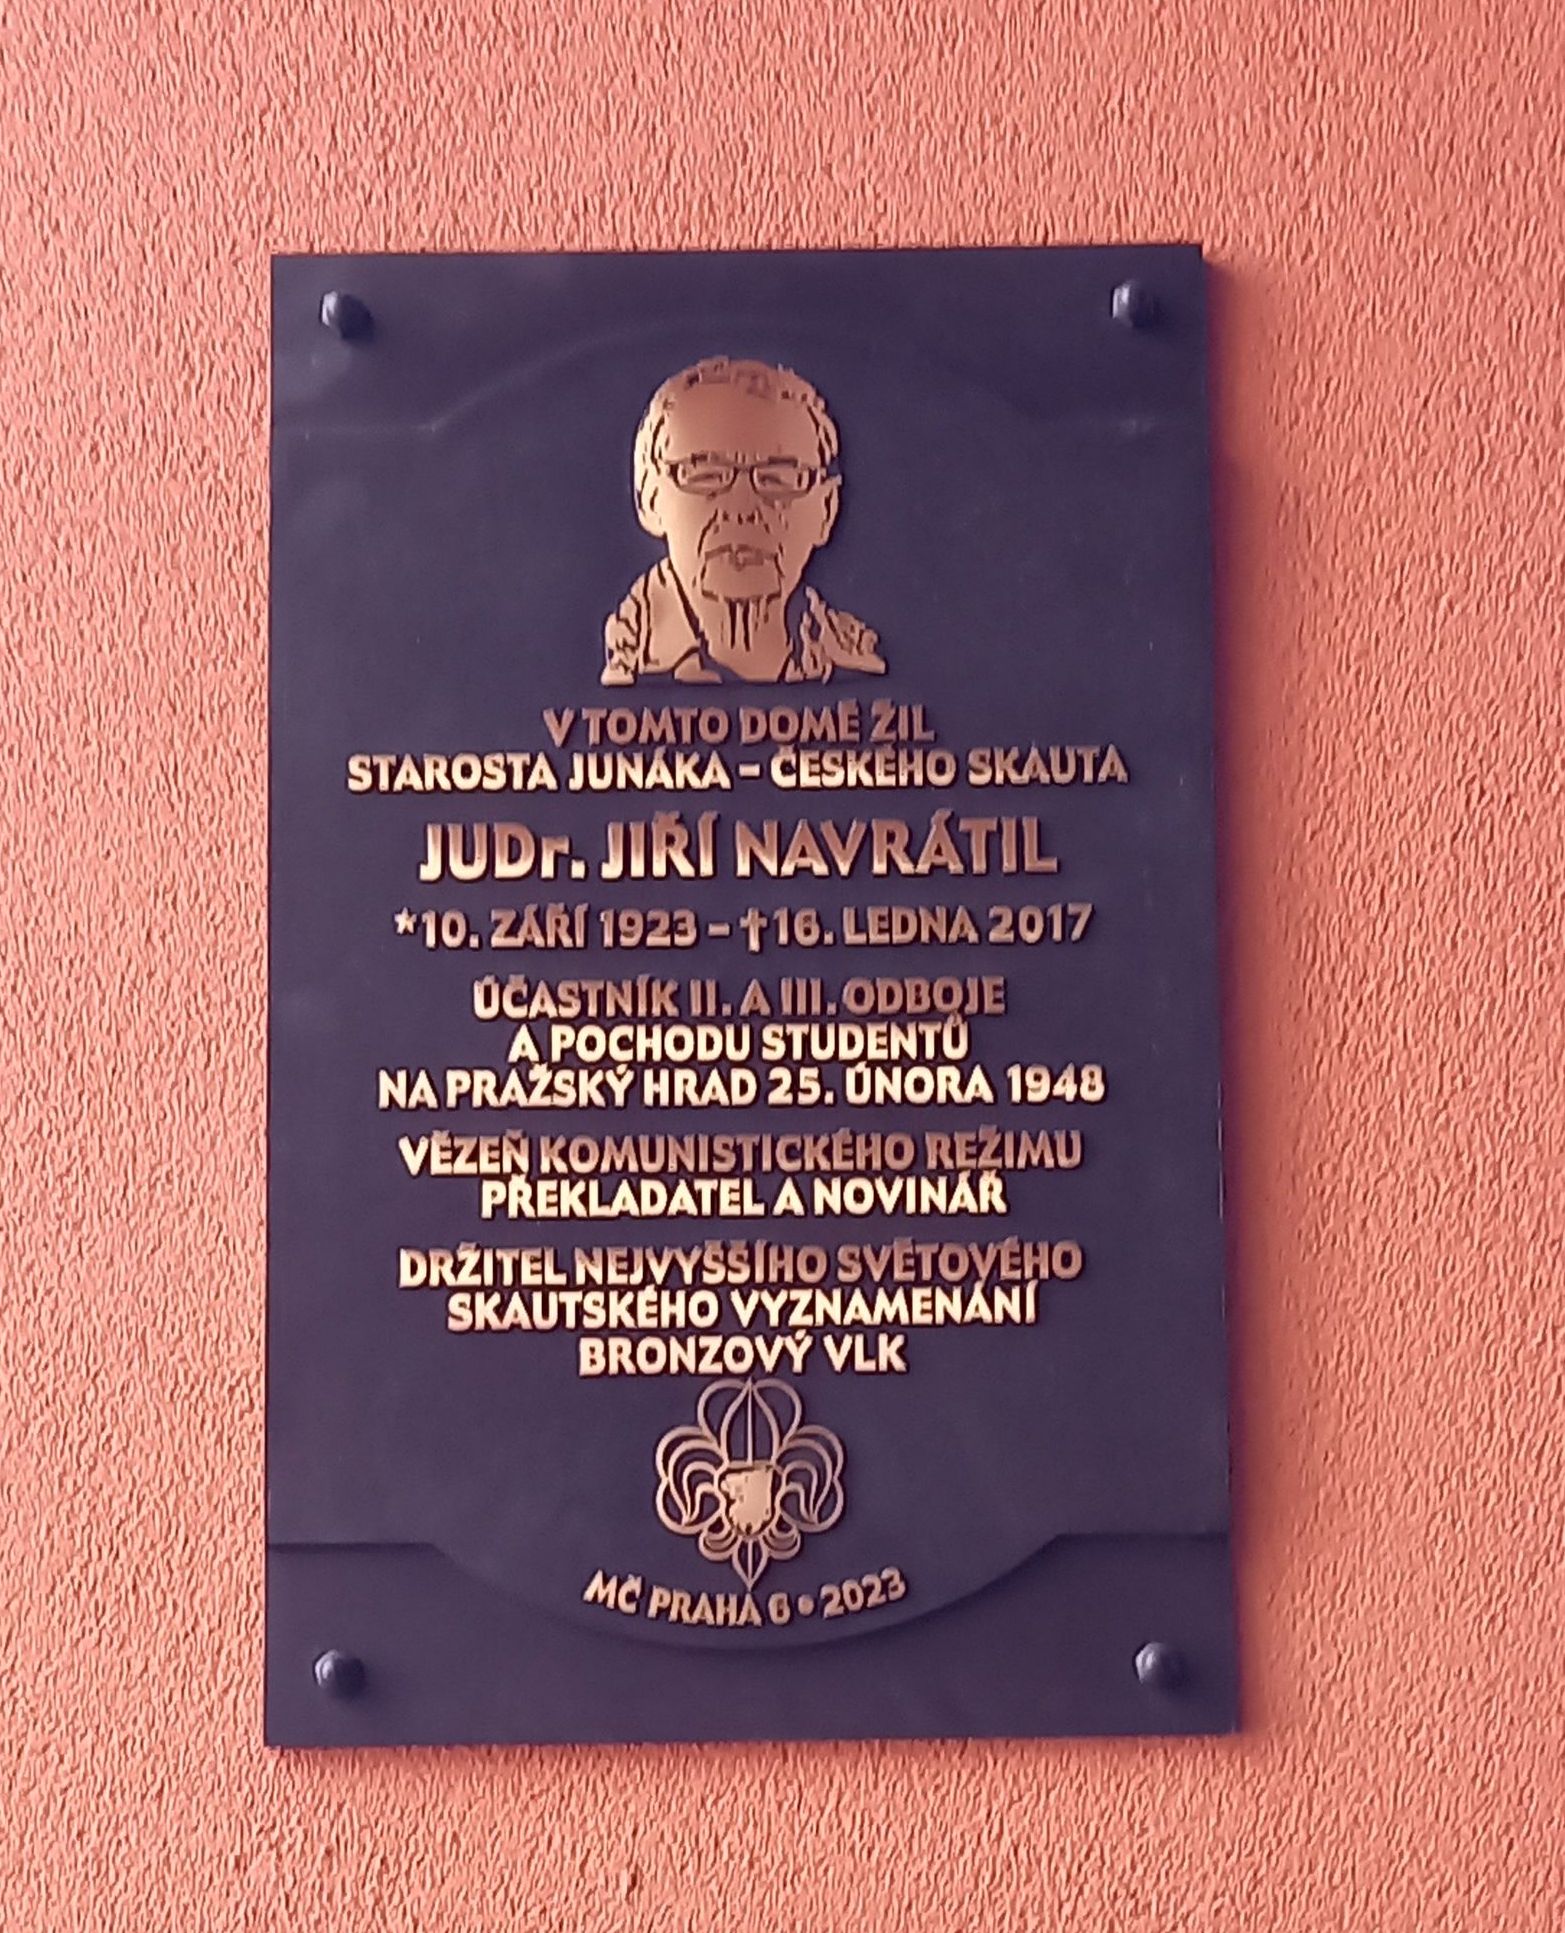 V TOMTO DOMĚ ŽIL
STAROSTA JUNÁKA – ČESKÉHO SKAUTA
JUDr. JIŘÍ NAVRÁTIL
*10. ZÁŘÍ 1923 – †16. LEDNA 2017
ÚČASTNÍK II. A III. ODBOJE
A POCHODU STUDENTŮ
NA PRAŽSKÝ HRAD 25. ÚNORA 1948
VĚZEŇ KOMUNISTICKÉHO REŽIMU
PŘEKLADATEL A NOVINÁŘ
DRŽITEL NEJVYŠŠÍHO SVĚTOVÉHO
SKAUTSKÉHO VYZNAMENÁNÍ
BRONZOVÝ VLK
MČ PRAHA 6 • 2023